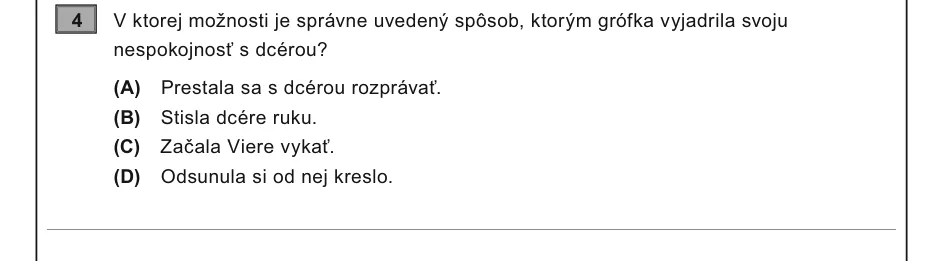 4 V ktorej možnosti je správne uvedený spôsob, ktorým grófka vyjadrila svoju
nespokojnosť s dcérou?
(A) Prestala sa s dcérou rozprávať.
(B) Stisla dcére ruku.
(C) Začala Viere vykať.
(D) Odsunula si od nej kreslo.